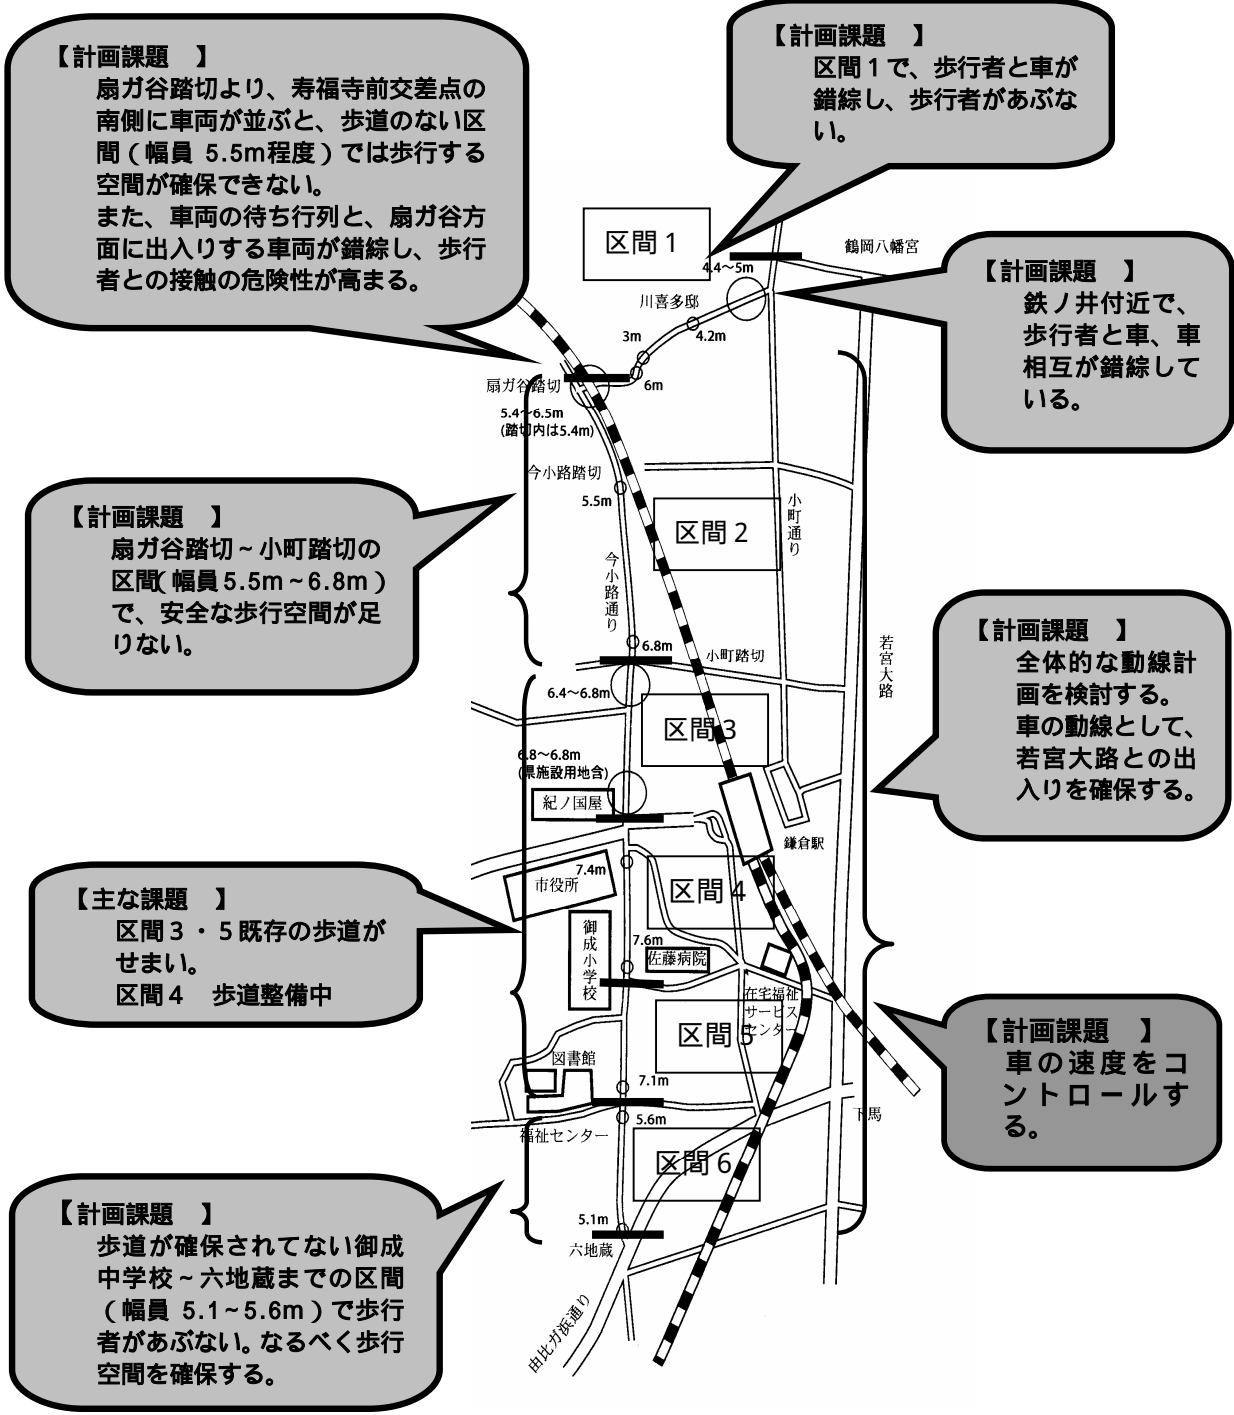 【計画課題　】
扇ガ谷踏切より、寿福寺前交差点の
南側に車両が並ぶと、歩道のない区
間（幅員 5.5m程度）では歩行する
空間が確保できない。
また、車両の待ち行列と、扇ガ谷方
面に出入りする車両が錯綜し、歩行
者との接触の危険性が高まる。
【計画課題　】
区間１で、歩行者と車が
錯綜し、歩行者があぶな
い。
区間１
鶴岡八幡宮
4.4～5m
川喜多邸
4.2m
3m
6m
【計画課題　】
鉄ノ井付近で、
歩行者と車、車
相互が錯綜して
いる。
扇ガ谷踏切
5.4～6.5m
(踏切内は5.4m)
今小路踏切
5.5m
【計画課題　】
扇ガ谷踏切～小町踏切の
区間（幅員5.5m～6.8m）
で、安全な歩行空間が足
りない。
区間２
小町通り
今小路通り
6.8m
小町踏切
若宮大路
【計画課題　】
全体的な動線計
画を検討する。
車の動線として、
若宮大路との出
入りを確保する。
6.4～6.8m
区間３
6.8～6.8m
(県施設用地含)
紀ノ国屋
鎌倉駅
【主な課題　】
区間３・５既存の歩道が
せまい。
区間４　歩道整備中
市役所
7.4m
区間４
御成小学校
7.6m
佐藤病院
在宅福祉
サービス
センター
区間５
【計画課題　】
車の速度をコ
ントロールす
る。
図書館
7.1m
5.6m
下馬
福祉センター
区間６
【計画課題　】
歩道が確保されてない御成
中学校～六地蔵までの区間
（幅員 5.1～5.6m）で歩行
者があぶない。なるべく歩行
空間を確保する。
5.1m
六地蔵
由比ガ浜通り